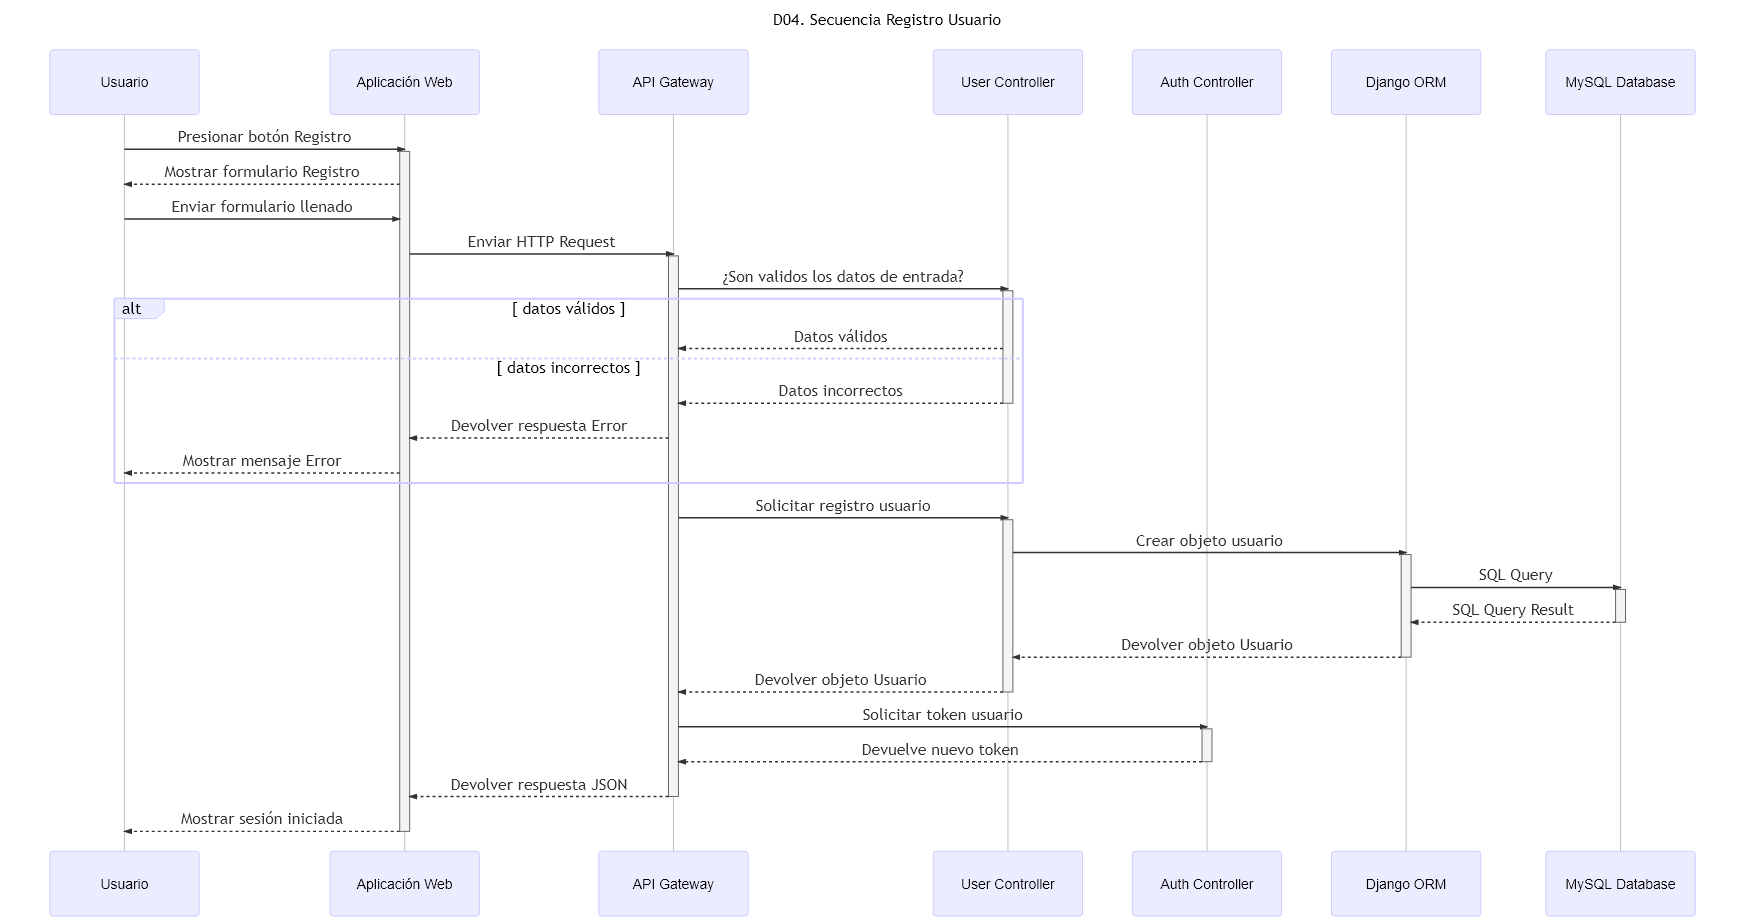 D04. Secuencia Registro Usuario
Usuario
Aplicación Web
API Gateway
User Controller
Auth Controller
Django ORM
MySQL Database
Presionar botón Registro
Mostrar formulario Registro
Enviar formulario llenado
Enviar HTTP Request
¿Son validos los datos de entrada?
alt
[ datos válidos ]
Datos válidos
[ datos incorrectos ]
Datos incorrectos
Devolver respuesta Error
Mostrar mensaje Error
Solicitar registro usuario
Crear objeto usuario
SQL Query
SQL Query Result
Devolver objeto Usuario
Devolver objeto Usuario
Solicitar token usuario
Devuelve nuevo token
Devolver respuesta JSON
Mostrar sesión iniciada
Usuario
Aplicación Web
API Gateway
User Controller
Auth Controller
Django ORM
MySQL Database